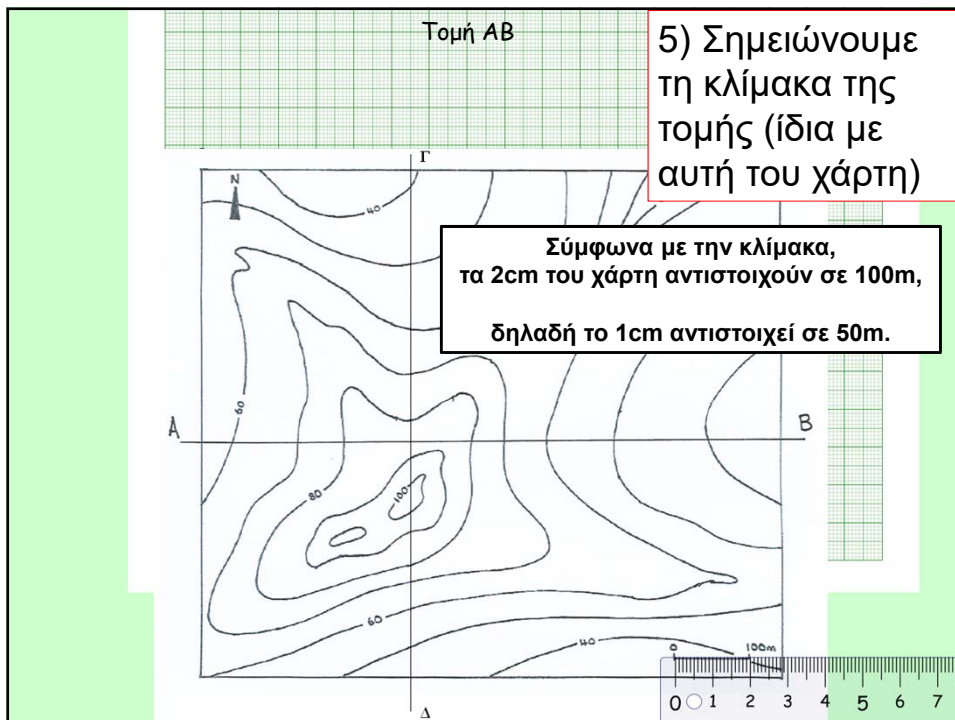 Τομή ΑΒ
5) Σημειώνουμε
τη κλίμακα της
τομής (ίδια με
αυτή του χάρτη)
Γ
N
40
Σύμφωνα με την κλίμακα,
τα 2cm του χάρτη αντιστοιχούν σε 100m,
δηλαδή το 1cm αντιστοιχεί σε 50m.
60
A
B
80
100
60
40
0 100m
0 1 2 3 4 5 6 7
Δ